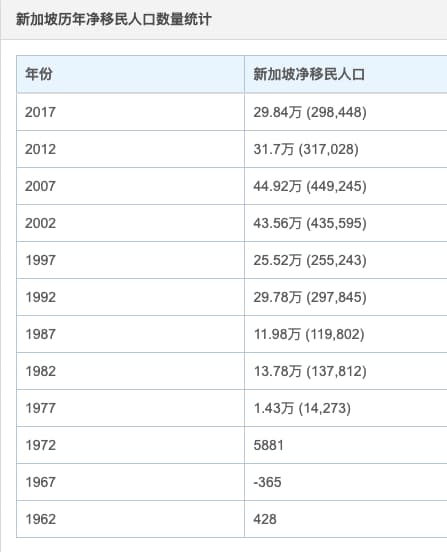 新加坡历年净移民人口数量统计
年份 新加坡净移民人口
2017 29.84万 (298,448)
2012 31.7万 (317,028)
2007 44.92万 (449,245)
2002 43.56万 (435,595)
1997 25.52万 (255,243)
1992 29.78万 (297,845)
1987 11.98万 (119,802)
1982 13.78万 (137,812)
1977 1.43万 (14,273)
1972 5881
1967 -365
1962 428